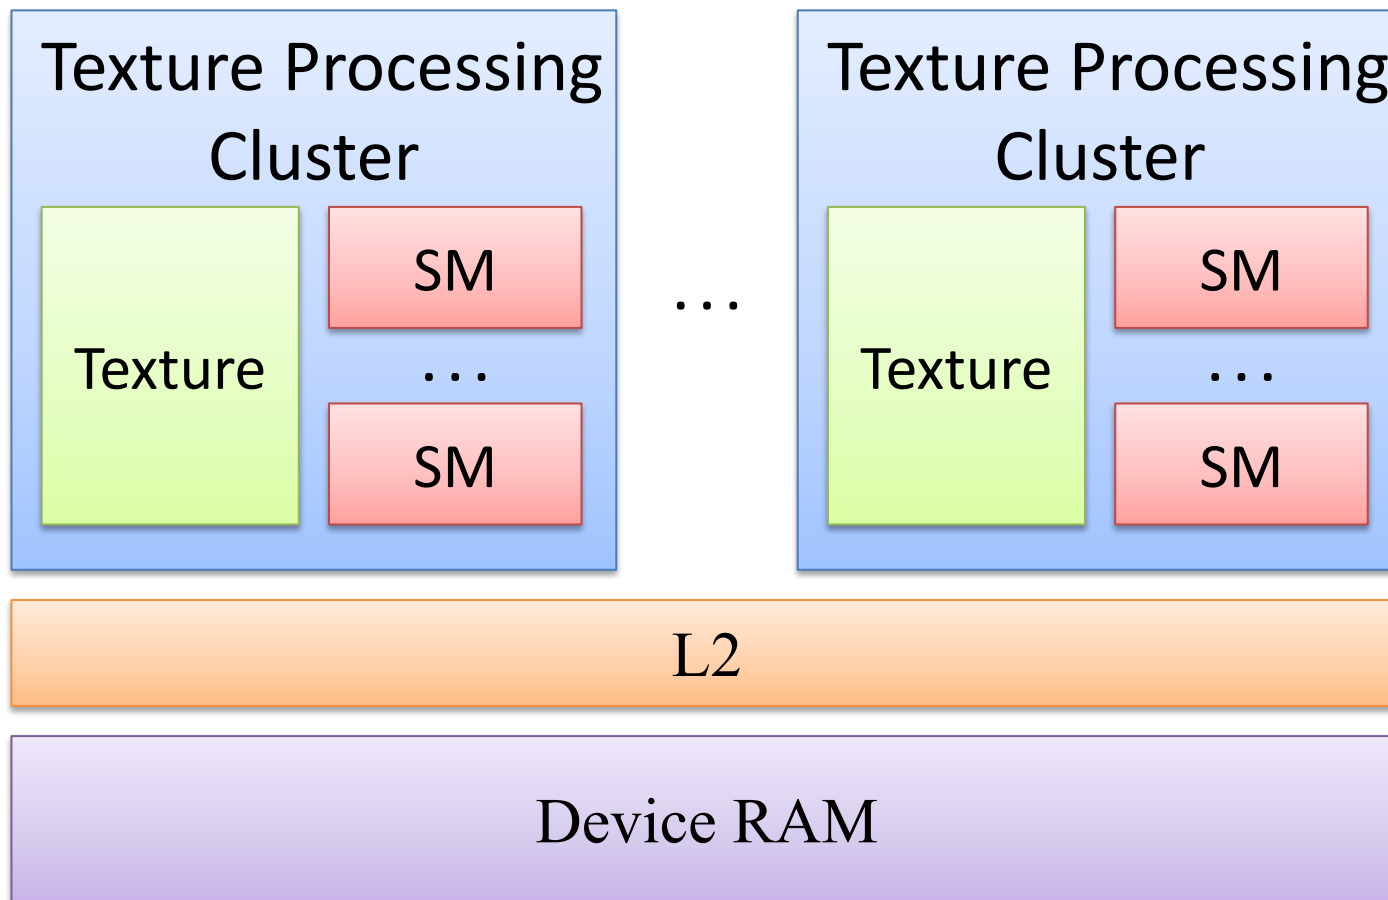 Texture Processing
Cluster
Texture
SM
...
SM
...
Texture Processing
Cluster
Texture
SM
...
SM
L2
Device RAM